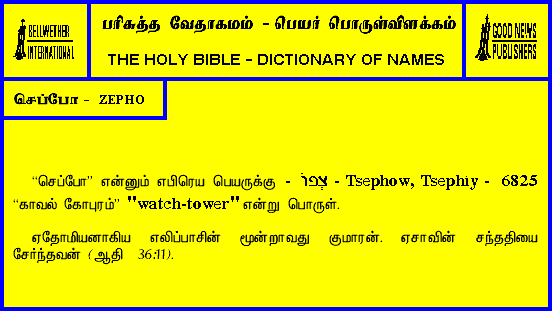 BELLWETHER
INTERNATIONAL
பரிசுத்த வேதாகமம் - பெயர் பொருள்விளக்கம்
THE HOLY BIBLE - DICTIONARY OF NAMES
GOOD NEWS
PUBLISHERS
செப்போ - ZEPHO
“செப்போ” என்னும் எபிரெய பெயருக்கு - צְפוֹ - Tsephow, Tsephiy - 6825
“காவல் கோபுரம்” "watch-tower" என்று பொருள்.
ஏதோமியனாகிய எலிப்பாசின் மூன்றாவது குமாரன். ஏசாவின் சந்ததியை
சேர்ந்தவன் (ஆதி 36:11).